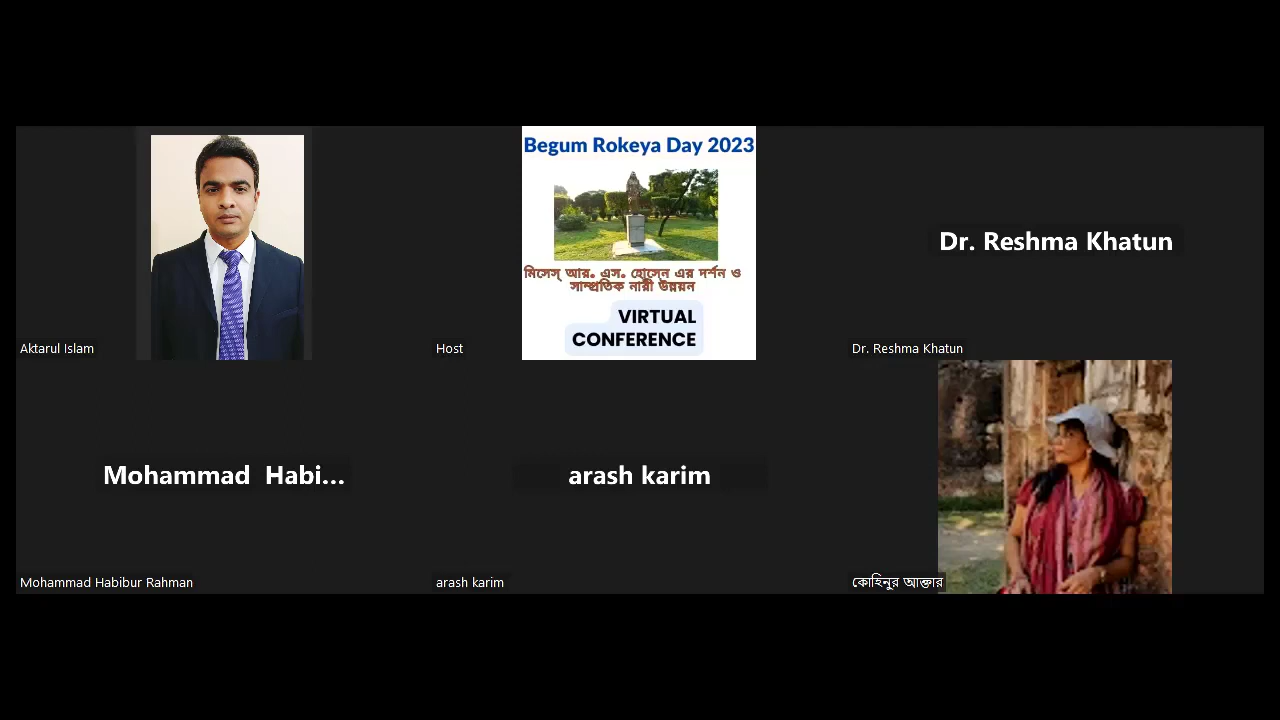 Begum Rokeya Day 2023
মিসেস্ আর. এস. হোসেন এর দর্শন ও
সাম্প্রতিক নারী উন্নয়ন
VIRTUAL
CONFERENCE
Dr. Reshma Khatun
Aktarul Islam
Host
Dr. Reshma Khatun
Mohammad Habi...
arash karim
Mohammad Habibur Rahman
arash karim
কোহিনুর আক্তার